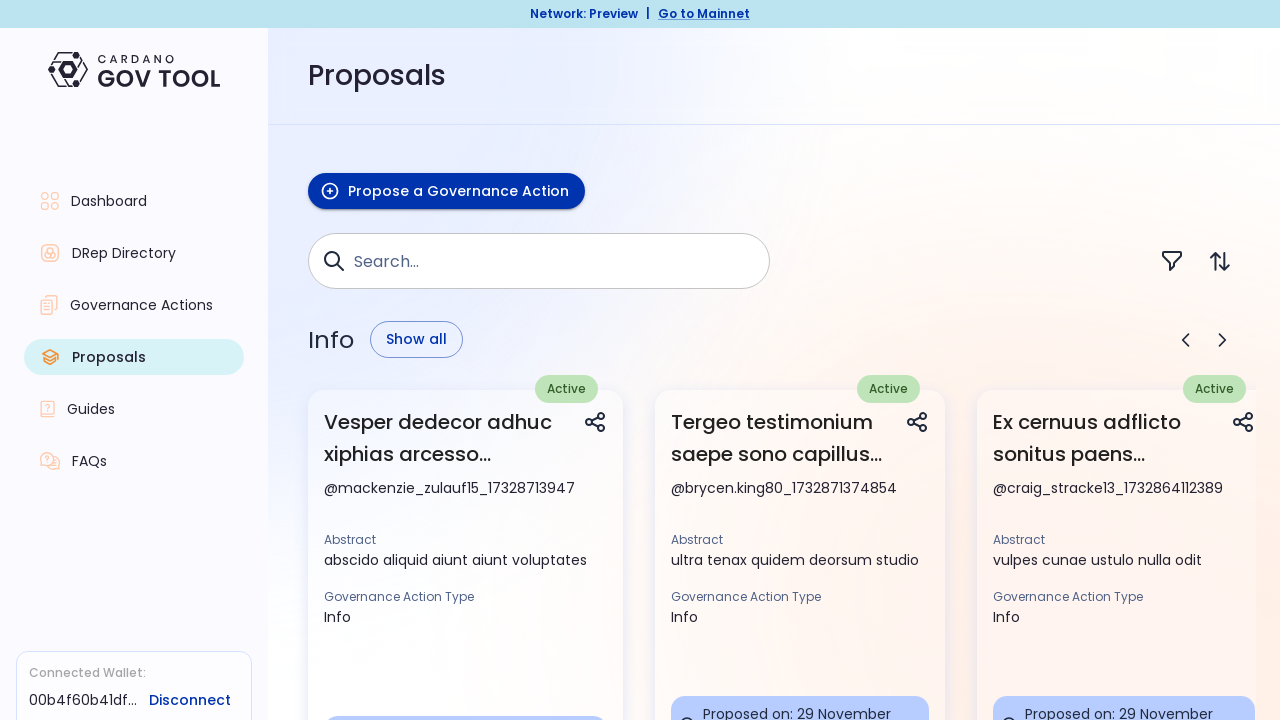 Network: Preview | Go to Mainnet
CARDANO
GOV TOOL
Dashboard
DRep Directory
Governance Actions
Proposals
Guides
FAQs
Connected Wallet:
00b4f60b41df... Disconnect
Proposals
Propose a Governance Action
Search...
Info Show all
Active
Vesper dedecor adhuc
xiphias arcesso...
@mackenzie_zulauf15_17328713947
Abstract
abscido aliquid aiunt aiunt voluptates
Governance Action Type
Info
Active
Tergeo testimonium
saepe sono capillus...
@brycen.king80_1732871374854
Abstract
ultra tenax quidem deorsum studio
Governance Action Type
Info
Proposed on: 29 November
Active
Ex cernuus adflicto
sonitus paens...
@craig_stracke13_1732864112389
Abstract
vulpes cunae ustulo nulla odit
Governance Action Type
Info
Proposed on: 29 November